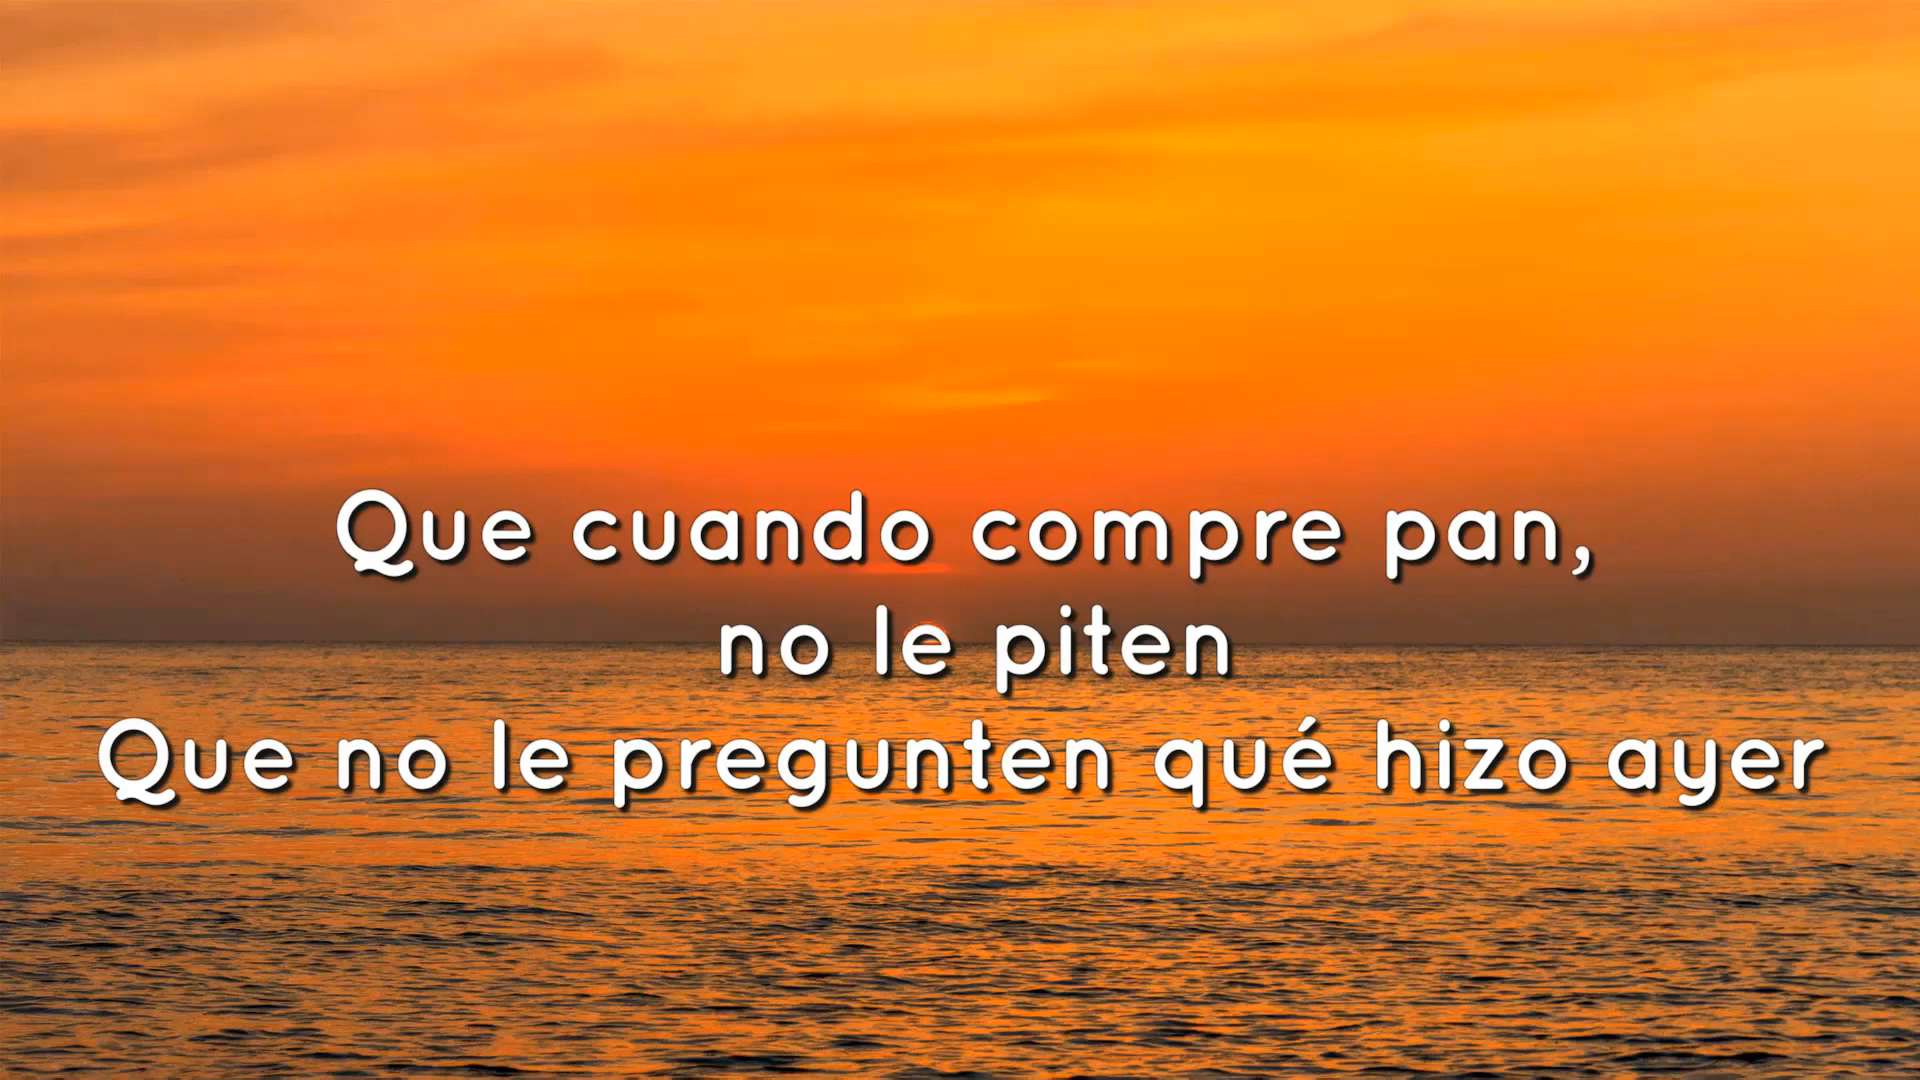 Que cuando compre pan,
no le piten
Que no le pregunten qué hizo ayer